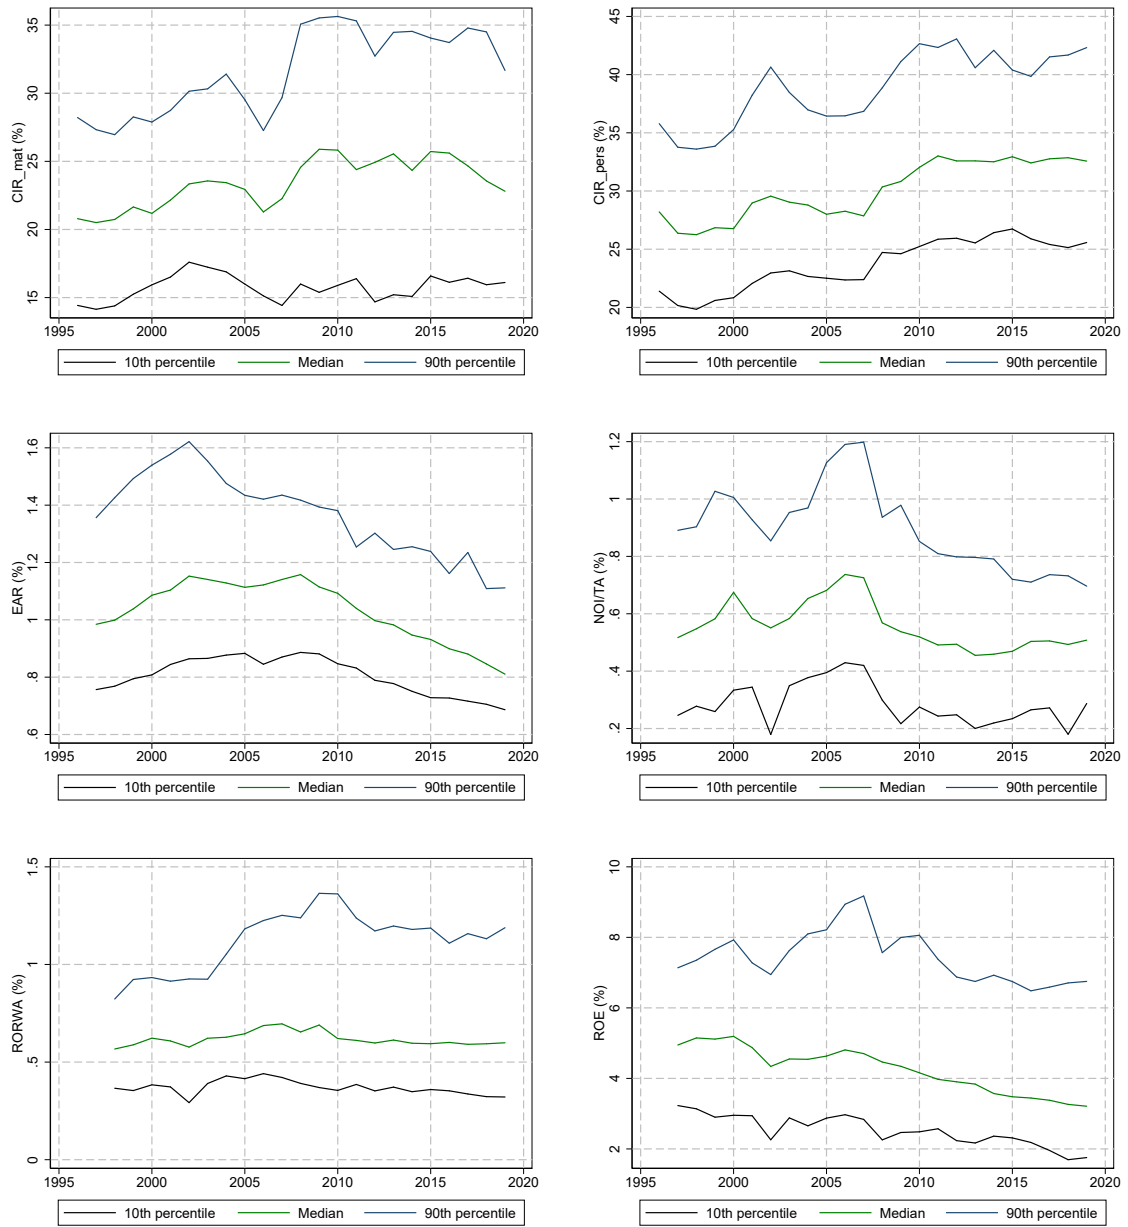 CIR_mat (%)
35
30
25
20
15
1995 2000 2005 2010 2015 2020
10th percentile Median 90th percentile
CIR_pers (%)
45
40
35
30
25
20
1995 2000 2005 2010 2015 2020
10th percentile Median 90th percentile
EAR (%)
1.6
1.4
1.2
1
.8
.6
1995 2000 2005 2010 2015 2020
10th percentile Median 90th percentile
NOI/TA (%)
1.2
1
.8
.6
.4
.2
1995 2000 2005 2010 2015 2020
10th percentile Median 90th percentile
RORWA (%)
1.5
1
.5
0
1995 2000 2005 2010 2015 2020
10th percentile Median 90th percentile
ROE (%)
10
8
6
4
2
1995 2000 2005 2010 2015 2020
10th percentile Median 90th percentile